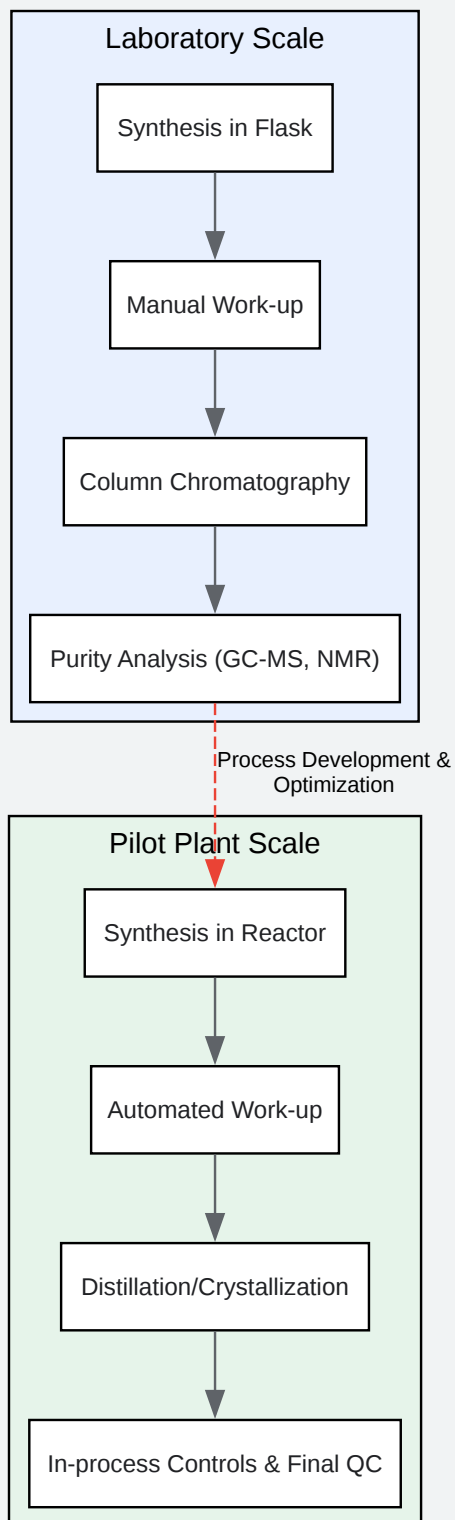 Laboratory Scale
Synthesis in Flask
Manual Work-up
Column Chromatography
Purity Analysis (GC-MS, NMR)
Process Development &
Optimization
Pilot Plant Scale
Synthesis in Reactor
Automated Work-up
Distillation/Crystallization
In-process Controls & Final QC